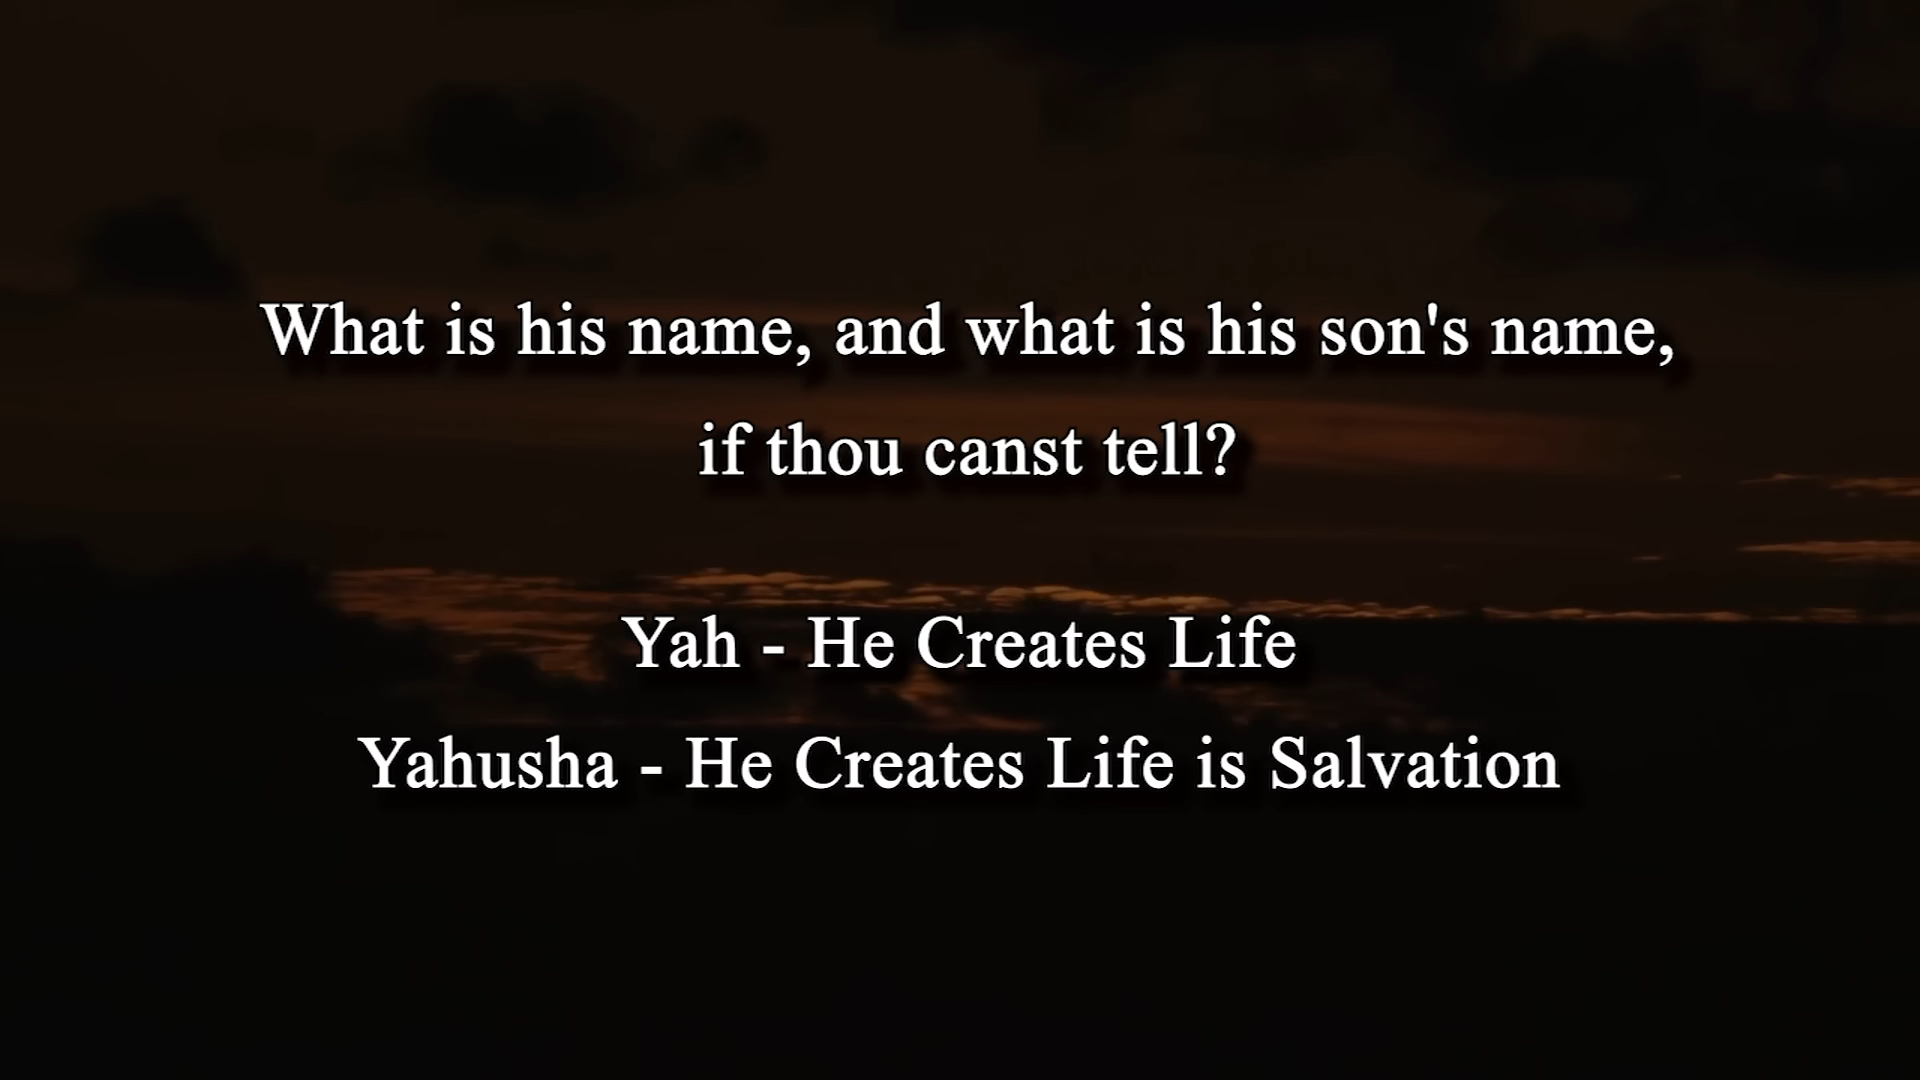 What is his name, and what is his son's name,
if thou canst tell?
Yah - He Creates Life
Yahusha - He Creates Life is Salvation